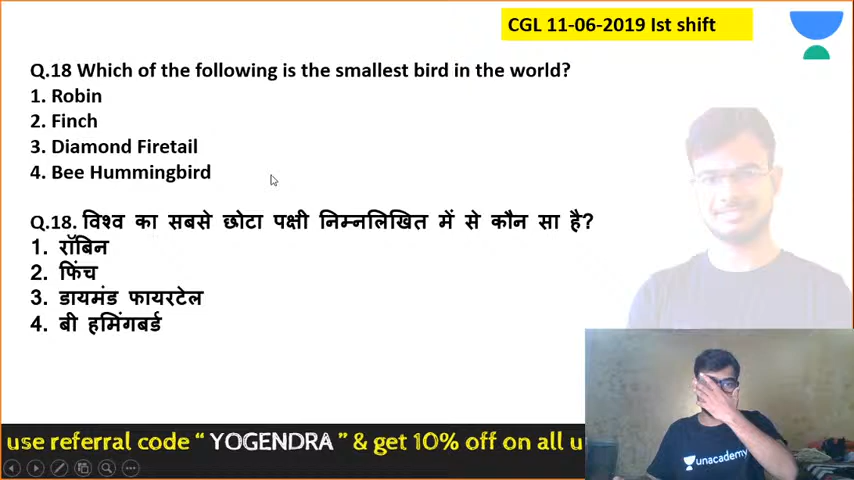 CGL 11-06-2019 Ist shift
Q.18 Which of the following is the smallest bird in the world?
1. Robin
2. Finch
3. Diamond Firetail
4. Bee Hummingbird
Q.18. विश्व का सबसे छोटा पक्षी निम्नलिखित में से कौन सा है?
1. रॉबिन
2. फिंच
3. डायमंड फायरटेल
4. बी हमिंगबर्ड
use referral code “ YOGENDRA ” & get 10% off on all u
unacademy